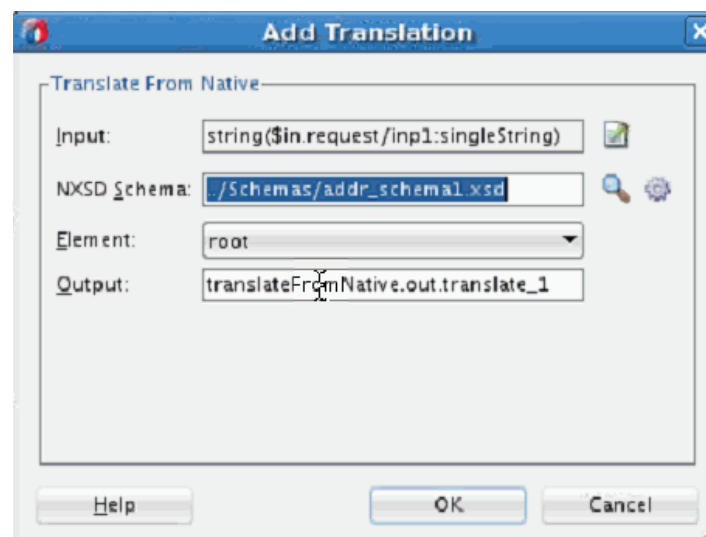 Add Translation
Translate From Native
Input: string($in.request/inp1:singleString)
NXSD Schema: ../Schemas/addr_schema1.xsd
Element: root
Output: translateFromNative.out.translate_1
Help OK Cancel